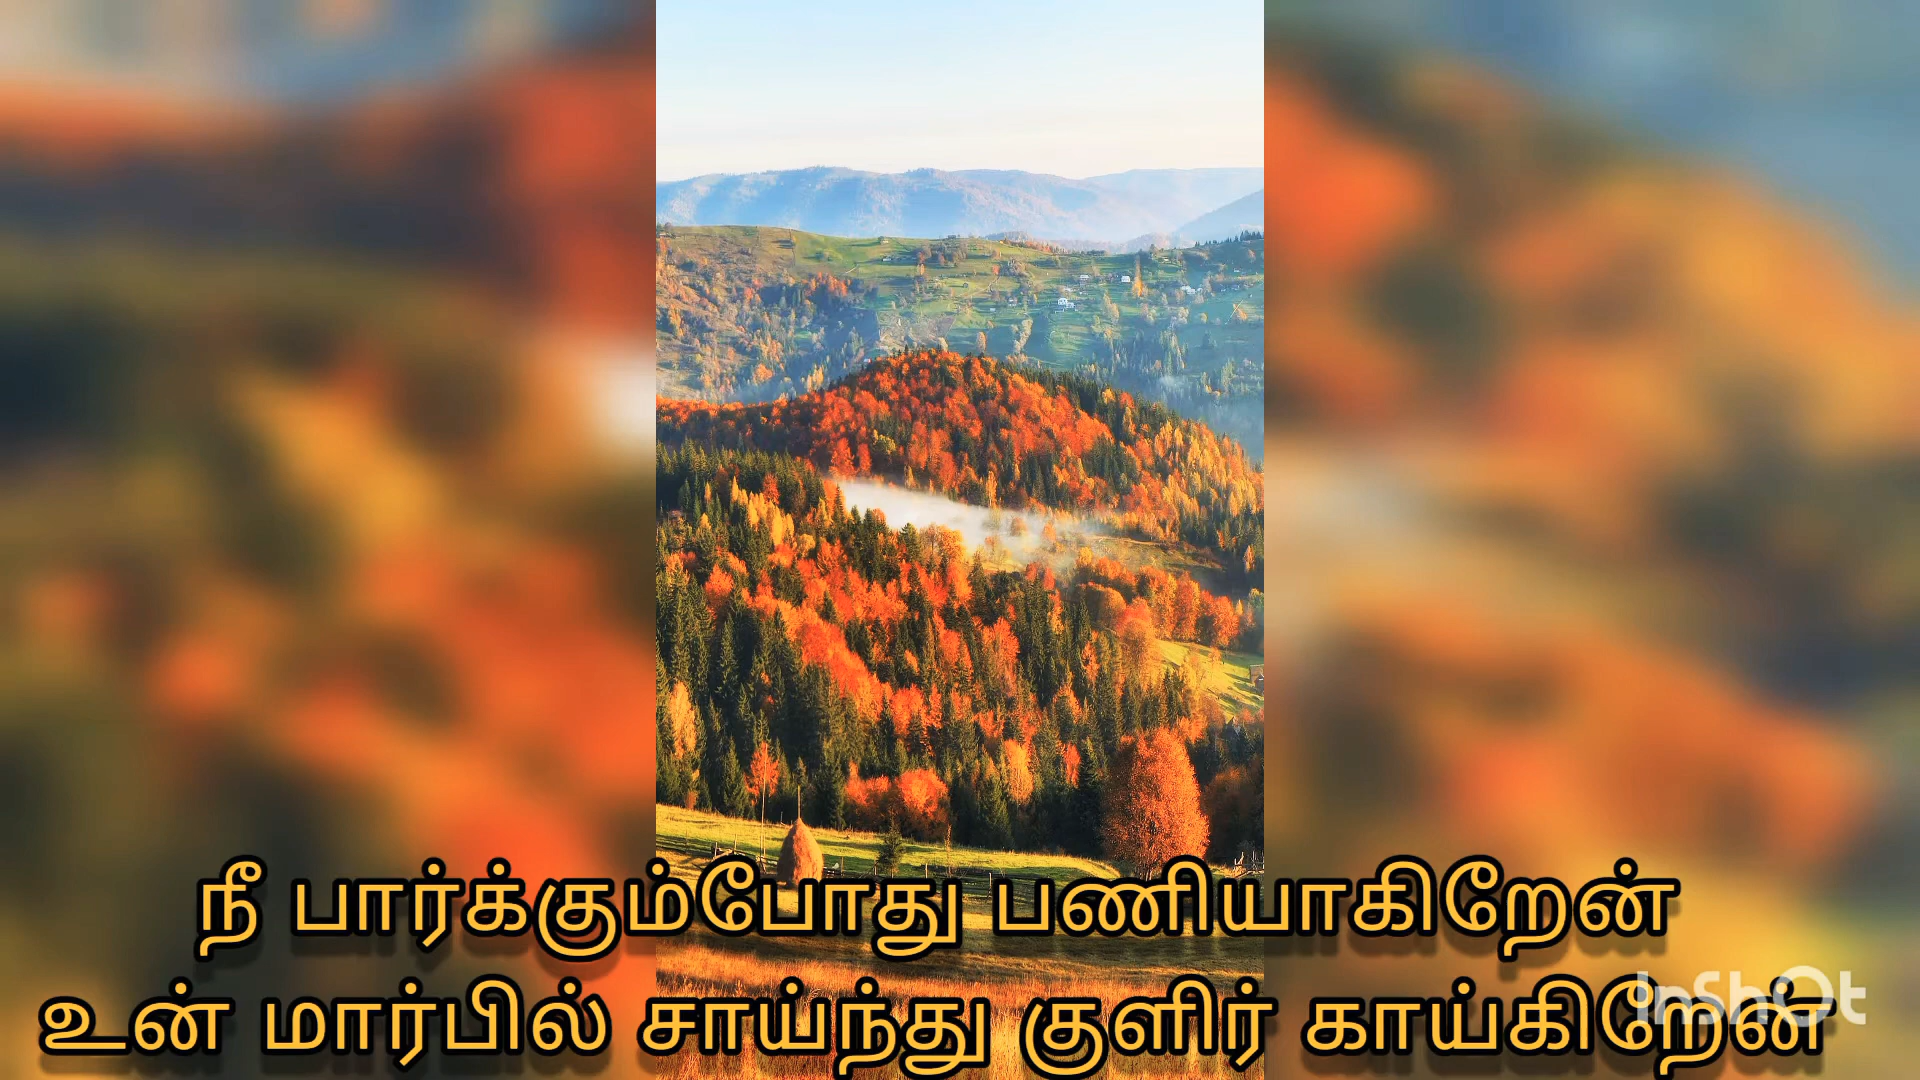 நீ பார்க்கும்போது பணியாகிறேன்
உன் மார்பில் சாய்ந்து குளிர் காய்கிறேன்
InShOt